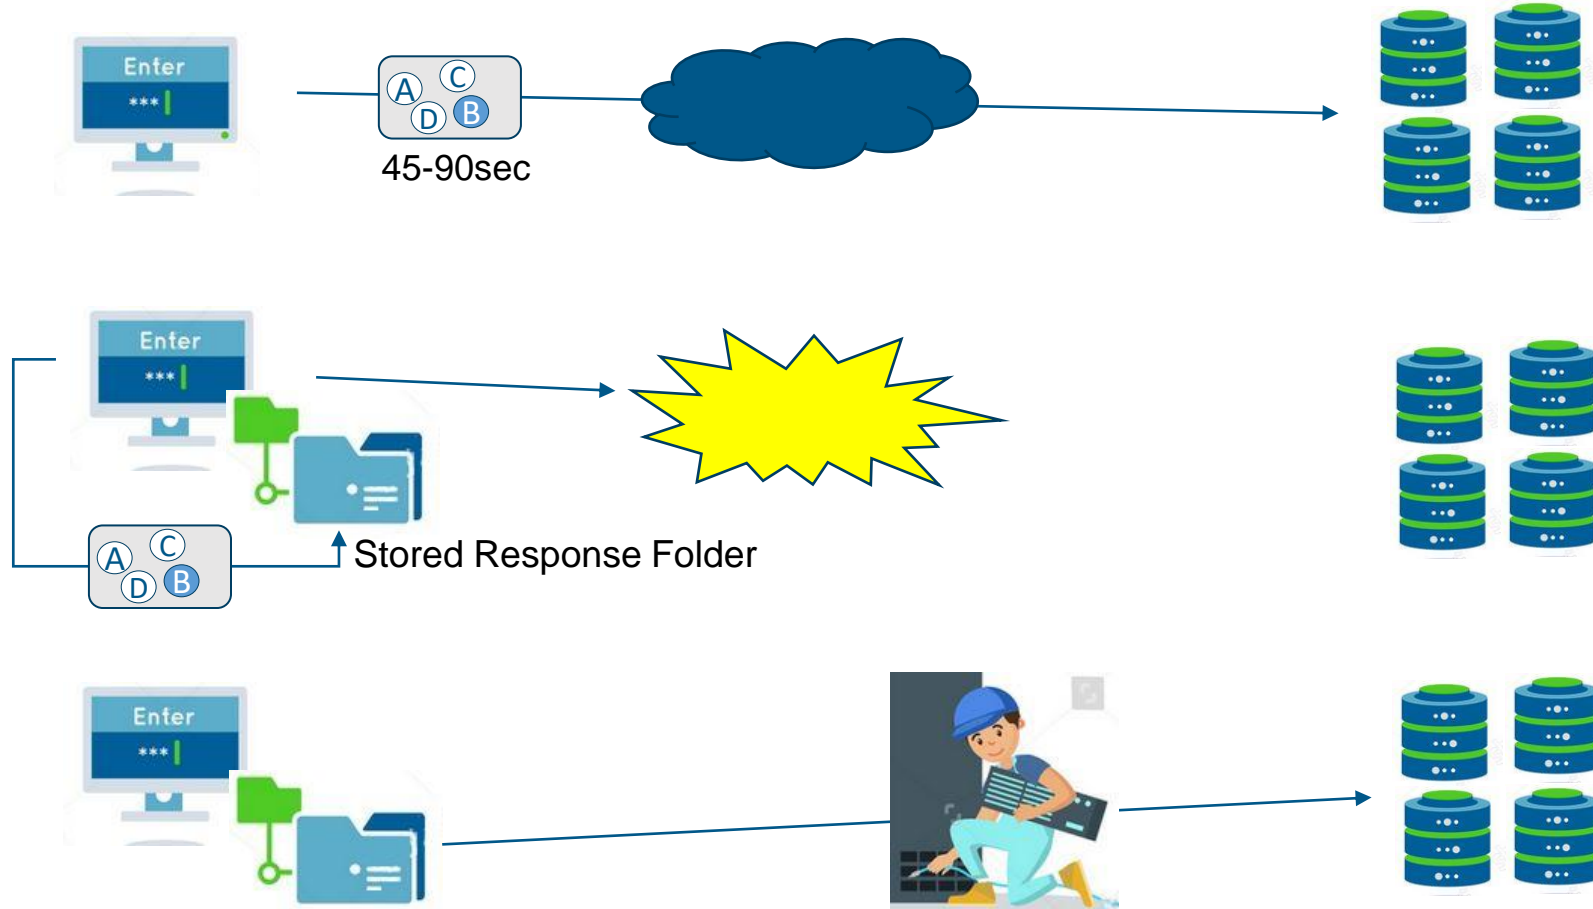 Enter
***
A
C
D
B
45-90sec
Enter
***
A
C
D
B
Stored Response Folder
Enter
***